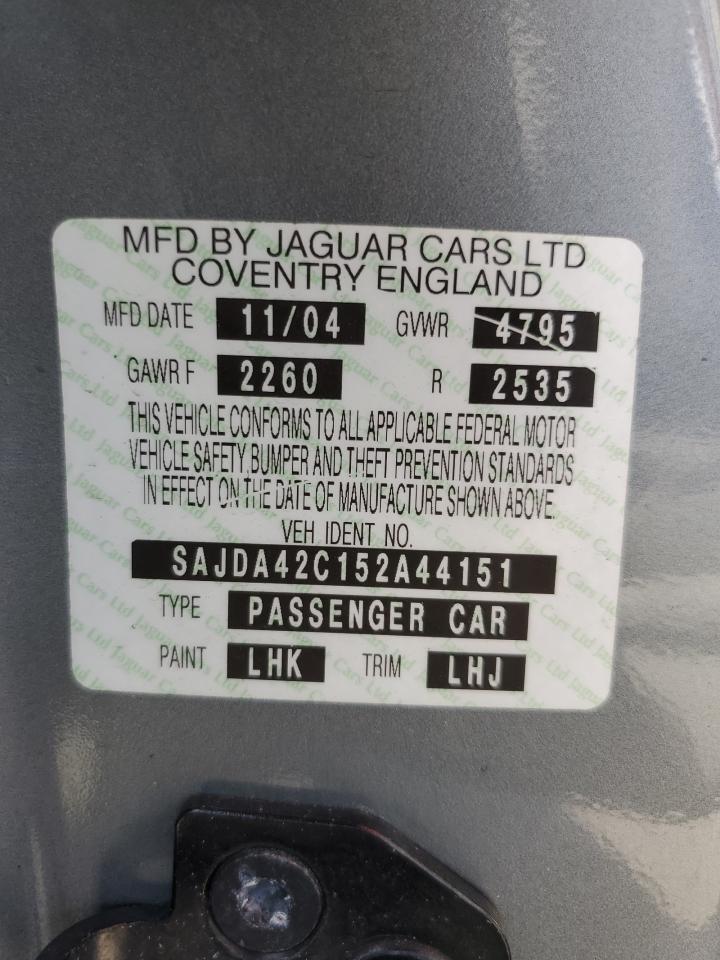 MFD BY JAGUAR CARS LTD
COVENTRY ENGLAND
MFD DATE 11/04 GVWR 4795
GAWR F 2260 R 2535
THIS VEHICLE CONFORMS TO ALL APPLICABLE FEDERAL MOTOR
VEHICLE SAFETY, BUMPER AND THEFT PREVENTION STANDARDS
IN EFFECT ON THE DATE OF MANUFACTURE SHOWN ABOVE.
VEH IDENT NO.
SAJDA42C152A44151
TYPE PASSENGER CAR
PAINT LHK TRIM LHJ